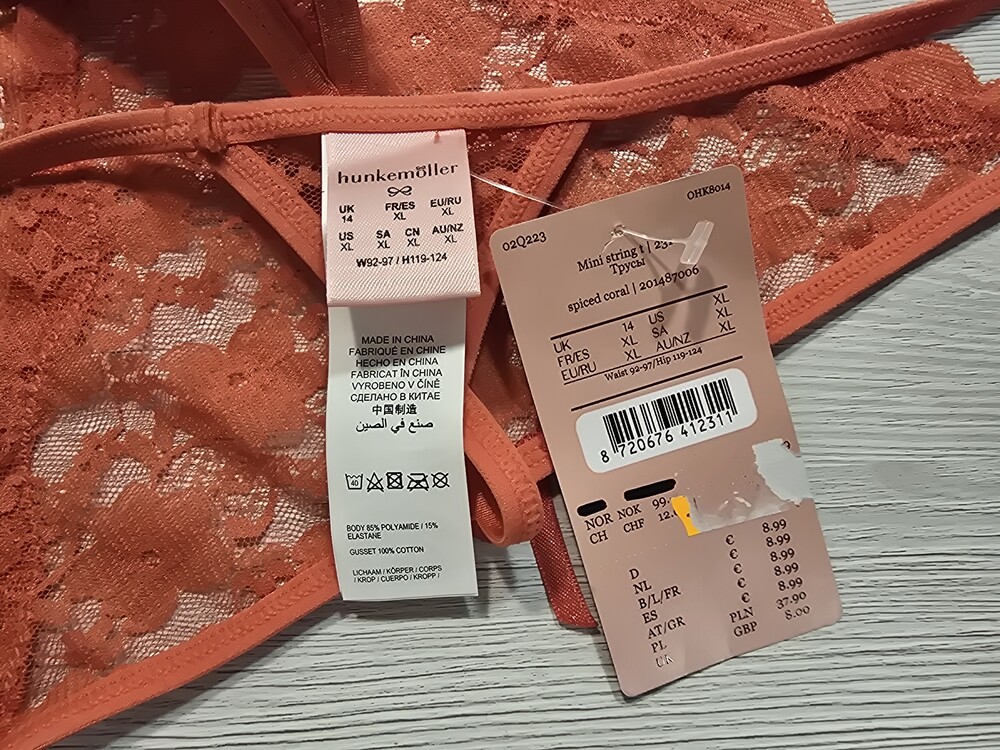 hunkemöller
UK FR/ES EU/RU
14 XL XL
US SA CN AU/NZ
XL XL XL XL
W92-97 / H119-124
MADE IN CHINA
FABRIQUÉ EN CHINE
HECHO EN CHINA
FABRICAT ÎN CHINA
VYROBENO V ČÍNĚ
СДЕЛАНО В КИТАЕ
中国制造
صنع في الصين
40
BODY 85% POLYAMIDE / 15%
ELASTANE
GUSSET 100% COTTON
LICHAAM / KÖRPER / CORPS
/ KROP / CUERPO / KROPP /
OHK8014
02Q223
Mini string t | 23
Трусы
spiced coral | 201487006
UK 14 US XL
FR/ES XL SA XL
EU/RU XL AU/NZ XL
Waist 92-97/Hip 119-124
8 720676 412311
NOR NOK 99.
CH CHF 12.
D € 8.99
NL € 8.99
B/L/FR € 8.99
ES € 8.99
AT/GR € 8.99
PL PLN 37.90
UK GBP 8.00